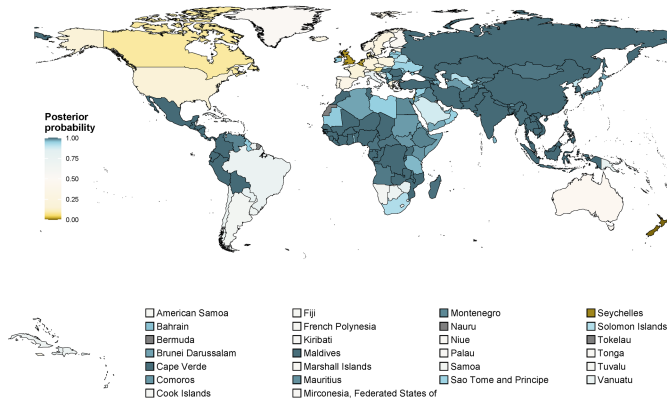 Posterior
probability
1.00
0.75
0.50
0.25
0.00
American Samoa
Bahrain
Bermuda
Brunei Darussalam
Cape Verde
Comoros
Cook Islands
Fiji
French Polynesia
Kiribati
Maldives
Marshall Islands
Mauritius
Mirconesia, Federated States of
Montenegro
Nauru
Niue
Palau
Samoa
Sao Tome and Principe
Seychelles
Solomon Islands
Tokelau
Tonga
Tuvalu
Vanuatu